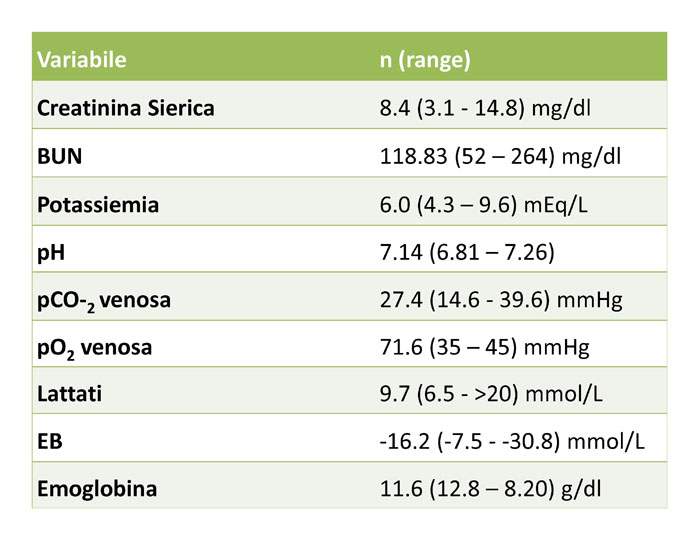 Variabile n (range)
Creatinina Sierica 8.4 (3.1 - 14.8) mg/dl
BUN 118.83 (52 – 264) mg/dl
Potassiemia 6.0 (4.3 – 9.6) mEq/L
pH 7.14 (6.81 – 7.26)
pCO-₂ venosa 27.4 (14.6 - 39.6) mmHg
pO₂ venosa 71.6 (35 – 45) mmHg
Lattati 9.7 (6.5 - >20) mmol/L
EB -16.2 (-7.5 - -30.8) mmol/L
Emoglobina 11.6 (12.8 – 8.20) g/dl